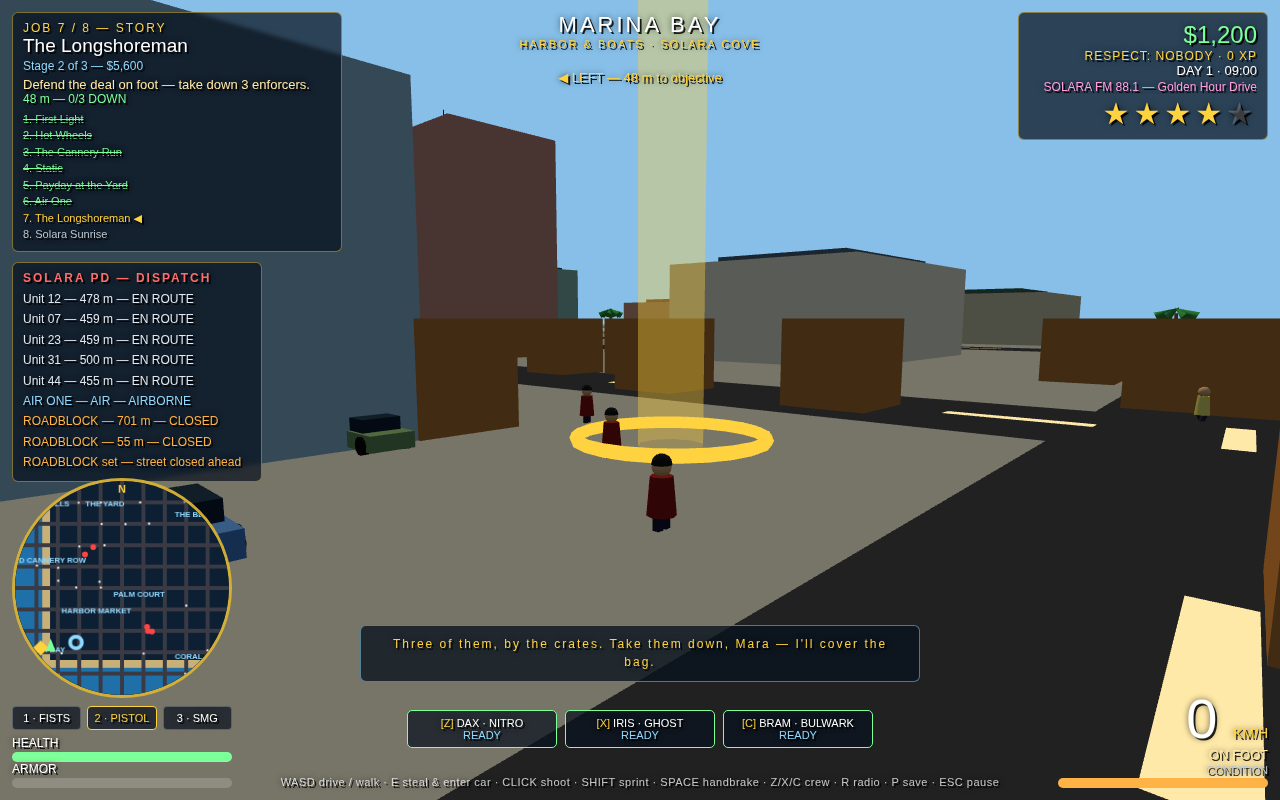 JOB 7 / 8 — STORY
The Longshoreman
Stage 2 of 3 — $5,600
Defend the deal on foot — take down 3 enforcers.
48 m — 0/3 DOWN
1. First Light
2. Hot Wheels
3. The Cannery Run
4. Static
5. Payday at the Yard
6. Air One
7. The Longshoreman ◀
8. Solara Sunrise
MARINA BAY
HARBOR & BOATS · SOLARA COVE
◀ LEFT — 48 m to objective
$1,200
RESPECT: NOBODY · 0 XP
DAY 1 · 09:00
SOLARA FM 88.1 — Golden Hour Drive
SOLARA PD — DISPATCH
Unit 12 — 478 m — EN ROUTE
Unit 07 — 459 m — EN ROUTE
Unit 23 — 459 m — EN ROUTE
Unit 31 — 500 m — EN ROUTE
Unit 44 — 455 m — EN ROUTE
AIR ONE — AIR — AIRBORNE
ROADBLOCK — 701 m — CLOSED
ROADBLOCK — 55 m — CLOSED
ROADBLOCK set — street closed ahead
N
LLS
THE YARD
THE B
D CANNERY ROW
PALM COURT
HARBOR MARKET
AY
CORAL
Three of them, by the crates. Take them down, Mara — I'll cover the
bag.
1 · FISTS
2 · PISTOL
3 · SMG
HEALTH
ARMOR
[Z] DAX · NITRO
READY
[X] IRIS · GHOST
READY
[C] BRAM · BULWARK
READY
WASD drive / walk · E steal & enter car · CLICK shoot · SHIFT sprint · SPACE handbrake · Z/X/C crew · R radio · P save · ESC pause
0 KM/H
ON FOOT
CONDITION